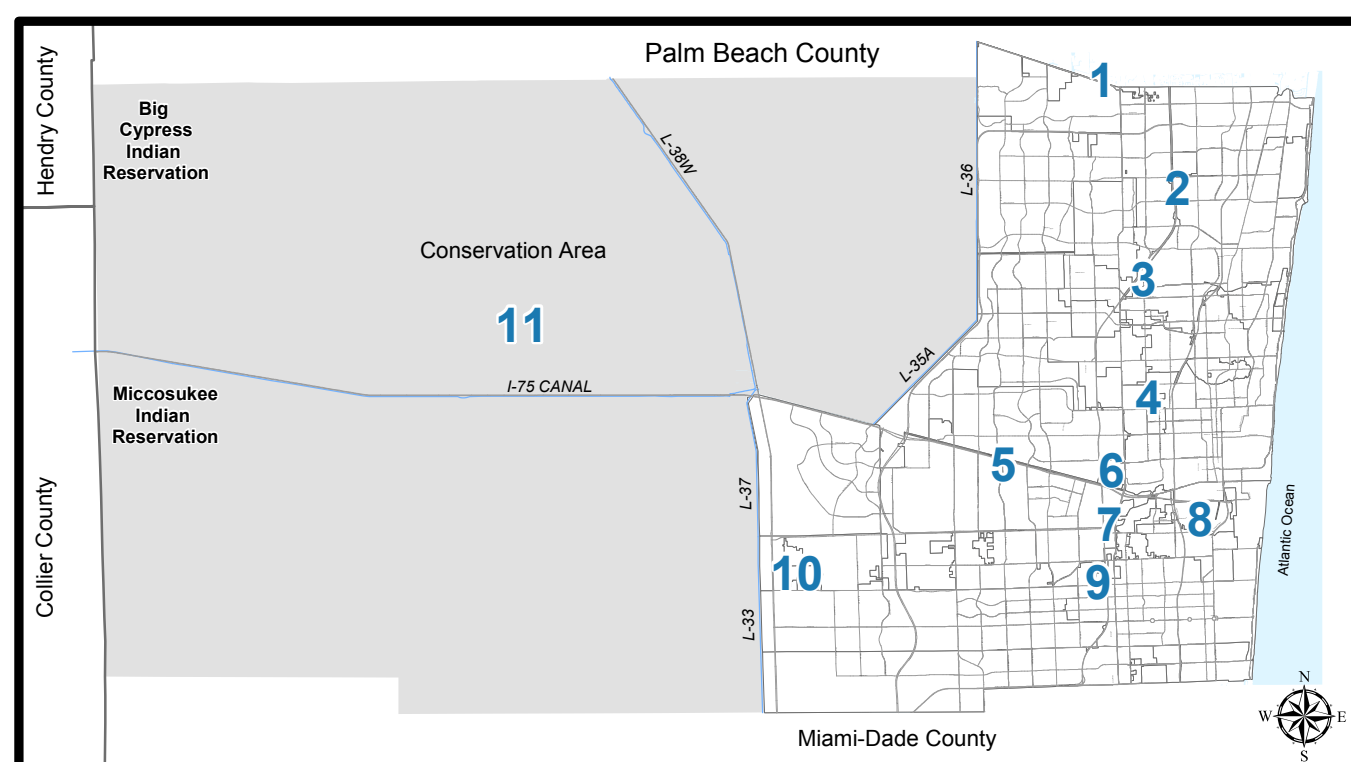 Palm Beach County
Hendry County
Collier County
Big
Cypress
Indian
Reservation
L-38W
L-36
1
2
Conservation Area
3
11
L-35A
I-75 CANAL
Miccosukee
Indian
Reservation
4
5
6
L-37
7
8
Atlantic Ocean
10
9
L-33
Miami-Dade County
N
W
E
S